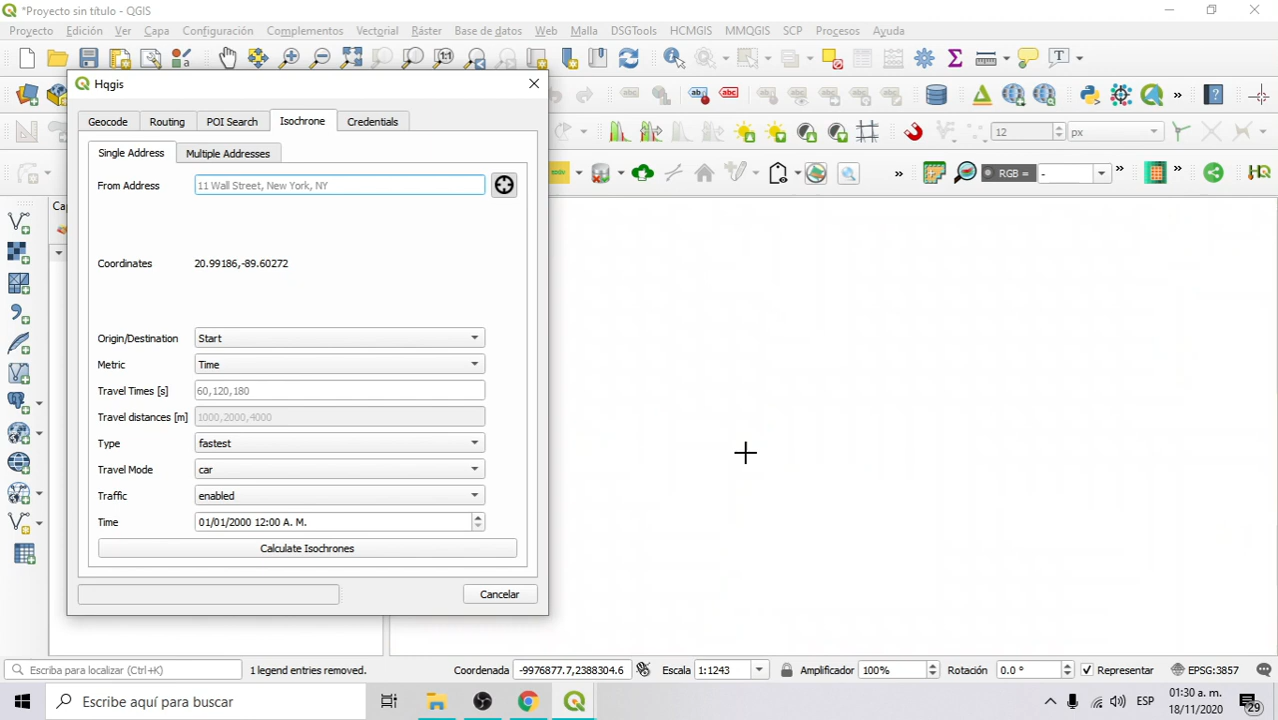 *Proyecto sin título - QGIS
Proyecto Edición Ver Capa Configuración Complementos Vectorial Ráster Base de datos Web Malla DSGTools HCMGIS MMQGIS SCP Procesos Ayuda
Hqgis
Geocode Routing POI Search Isochrone Credentials
12 px
Single Address Multiple Addresses
RGB = -
From Address 11 Wall Street, New York, NY
Coordinates 20.99186,-89.60272
Origin/Destination Start
Metric Time
Travel Times [s] 60,120,180
Travel distances [m] 1000,2000,4000
Type fastest
Travel Mode car
Traffic enabled
Time 01/01/2000 12:00 A. M.
Calculate Isochrones
Cancelar
Escriba para localizar (Ctrl+K) 1 legend entries removed. Coordenada -9976877.7,2388304.6 Escala 1:1243 Amplificador 100% Rotación 0.0 ° Representar EPSG:3857
Escribe aquí para buscar ESP 01:30 a. m.
18/11/2020 29